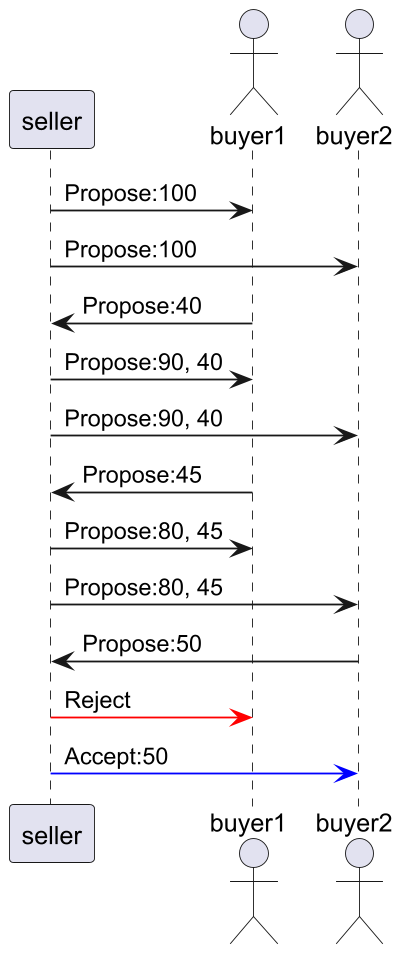 buyer1 buyer2
seller
Propose:100
Propose:100
Propose:40
Propose:90, 40
Propose:90, 40
Propose:45
Propose:80, 45
Propose:80, 45
Propose:50
Reject
Accept:50
buyer1 buyer2
seller